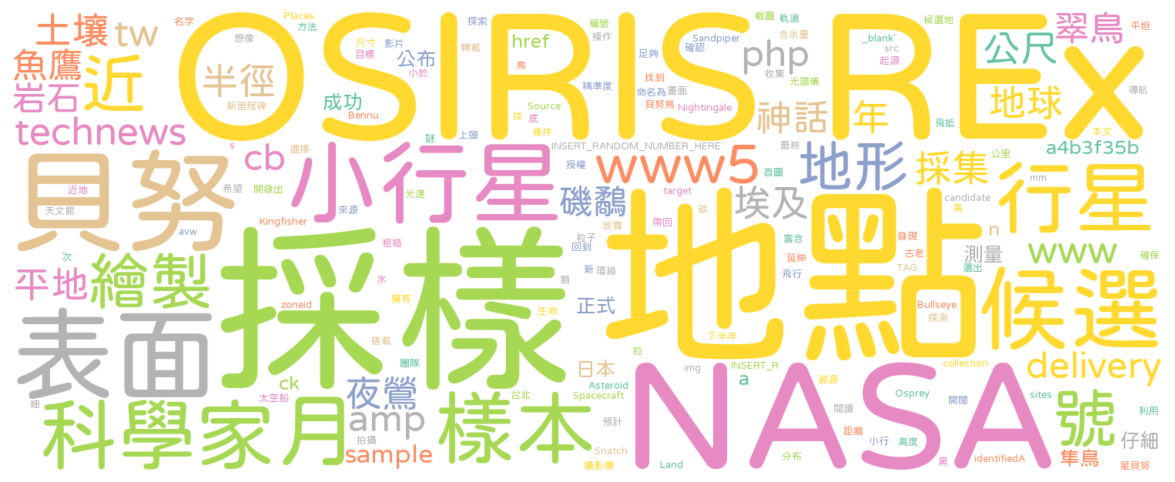 OSIRIS REx
土壤
tw
名字
Places
方法
探索
截圖
軌道
候選地
翠鳥
平坦
想像
尺寸
影片
目標
公布
轉載
href
編號
操作
Sandpiper
足夠
確認
php
含水量
_blank'
src
起源
公尺
魚鷹
近
半徑
小於
鳥
找到
收集
光譜儀
岩石
新里程碑
成功
精準度
命名為
畫面
地球
導航
Bennu
Source
貝努鳥
Nightingale
神話
年
technews
謎
上頭
找
底
條件
飛抵
本文
s
選擇
INSERT_RANDOM_NUMBER_HERE'
最終
a4b3f35b
貝努
cb
小行星
授權
www5
首圖
地形
採集
公里
近地
希望
開發出
光達
target
碳
埃及
mm
行星
天文館
來源
磯鷸
帶回
candidate
高
avw
Kingfisher
放寬
地點
富含
發現
n
www
次
粗糙
粒子
回到
延伸
古老
測量
確保
平地
繪製
採樣
新
環繞
飛行
TAG
選出
水
擁有
顆
zoneid
生命
正式
Bullseye
探測
候選
表面
搭載
下半年
團隊
粒
INSERT_R
collection
delivery
ck
太空船
夜鶯
台北
日本
img
a
資源
Asteroid
Spacecraft
NASA
Osprey
開闊
sites
利用
細
科學家
月
amp
樣本
預計
閱讀
距離
小行
高度
號
仔細
拍攝
sample
Snatch
攝影機
Land
黑
分布
identifiedA
隼鳥
星貝努